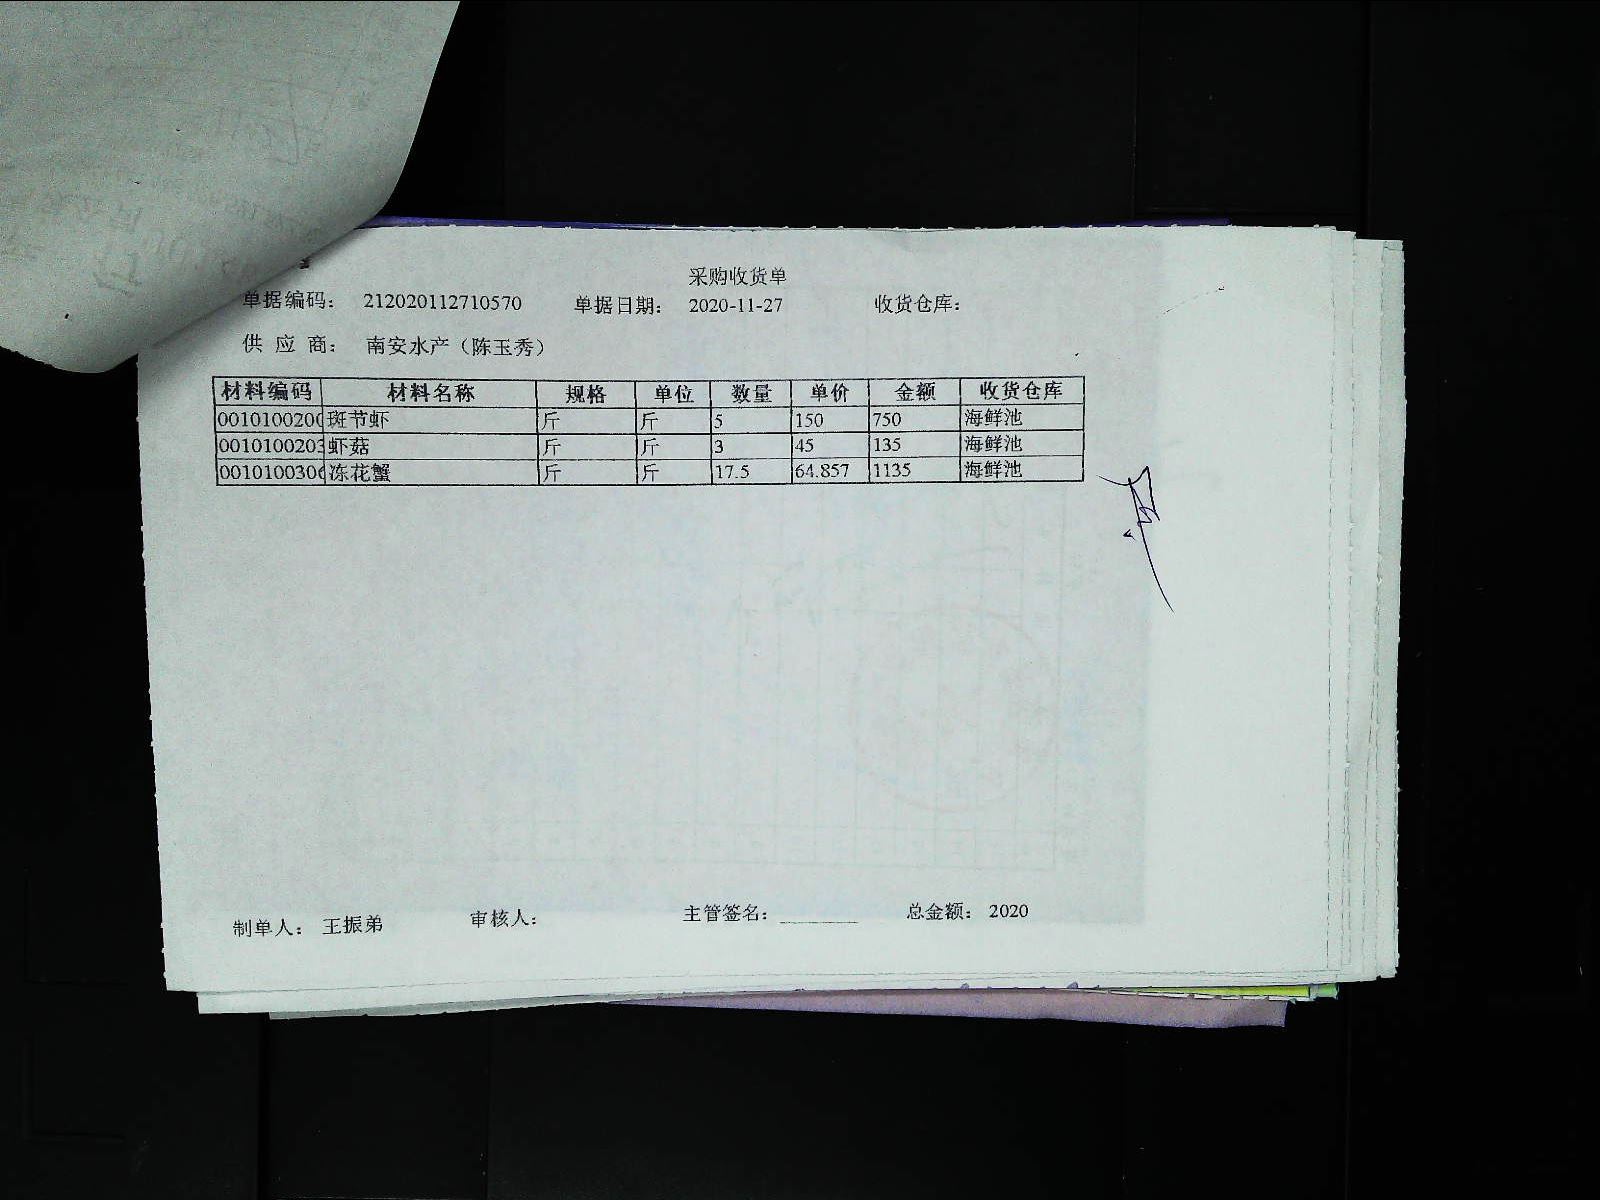 采购收货单
单据编码： 212020112710570 单据日期： 2020-11-27 收货仓库：
供 应 商： 南安水产（陈玉秀）
材料编码 材料名称 规格 单位 数量 单价 金额 收货仓库
001010020 斑节虾 斤 斤 5 150 750 海鲜池
001010020 虾菇 斤 斤 3 45 135 海鲜池
001010030 冻花蟹 斤 斤 17.5 64.857 1135 海鲜池
制单人： 王振弟 审核人： 主管签名：________ 总金额： 2020